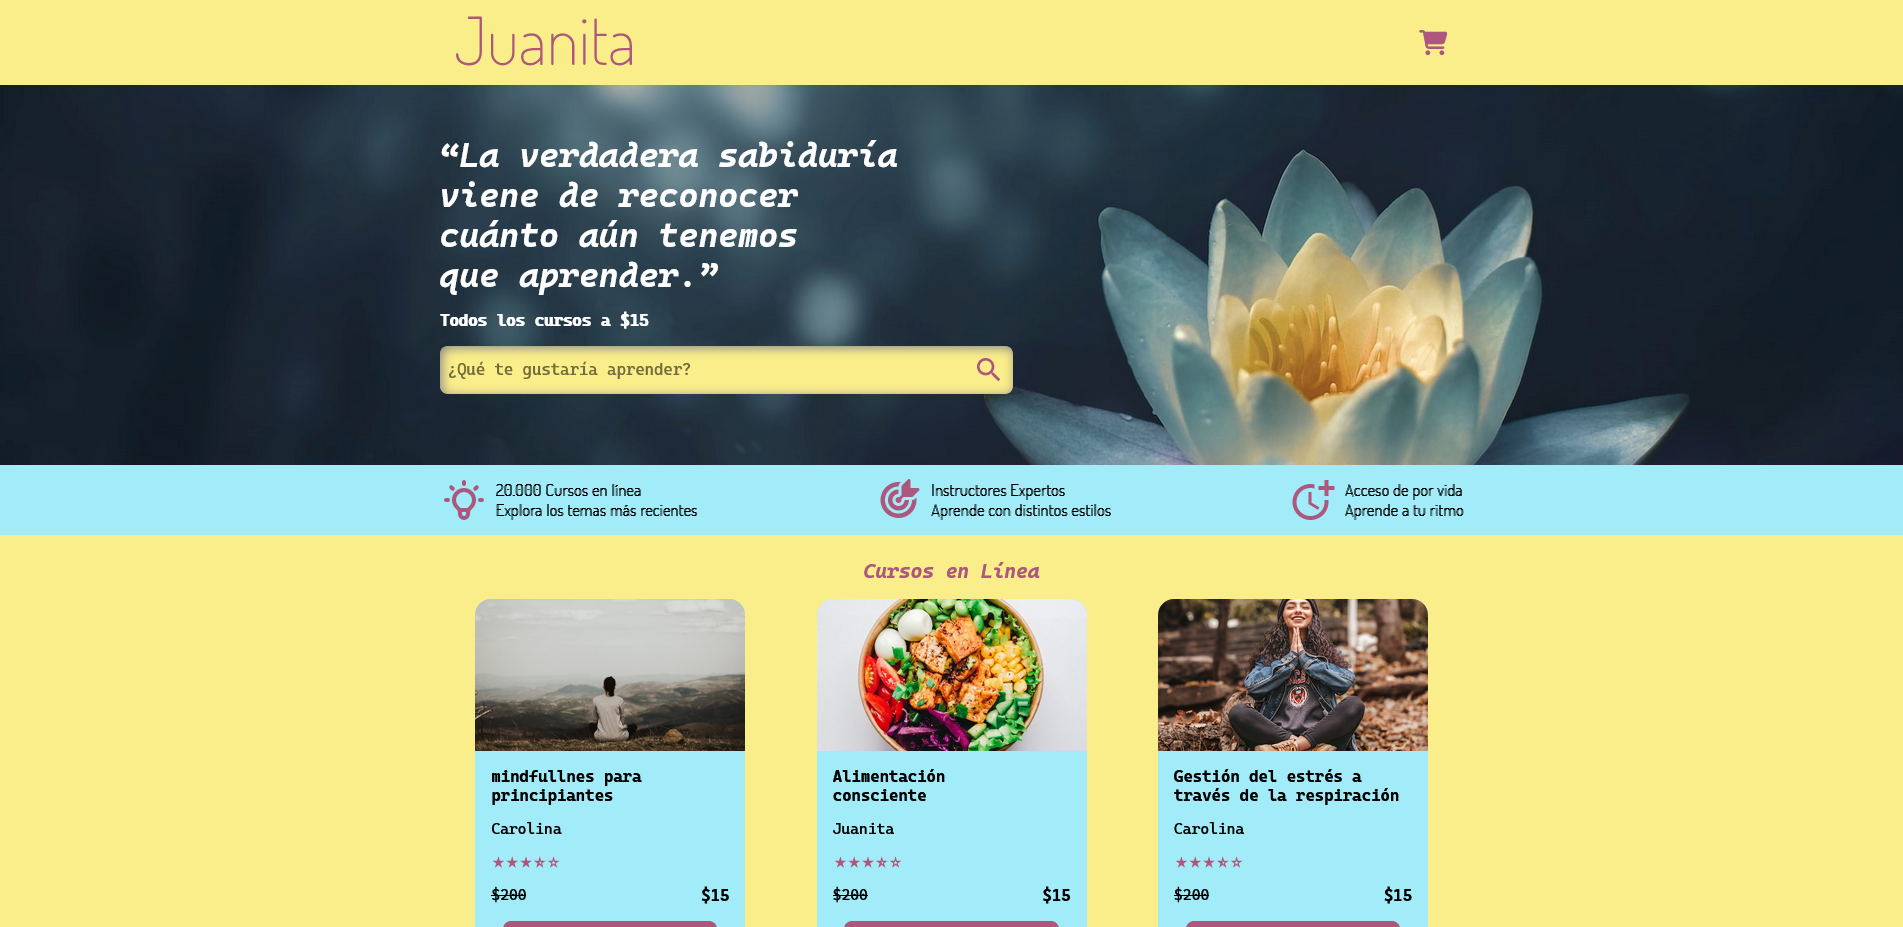 Juanita
“La verdadera sabiduría
viene de reconocer
cuánto aún tenemos
que aprender.”
Todos los cursos a $15
¿Qué te gustaría aprender?
20.000 Cursos en línea
Explora los temas más recientes
Instructores Expertos
Aprende con distintos estilos
Acceso de por vida
Aprende a tu ritmo
Cursos en Línea
mindfullnes para
principiantes
Carolina
$200 $15
Alimentación
consciente
Juanita
$200 $15
Gestión del estrés a
través de la respiración
Carolina
$200 $15